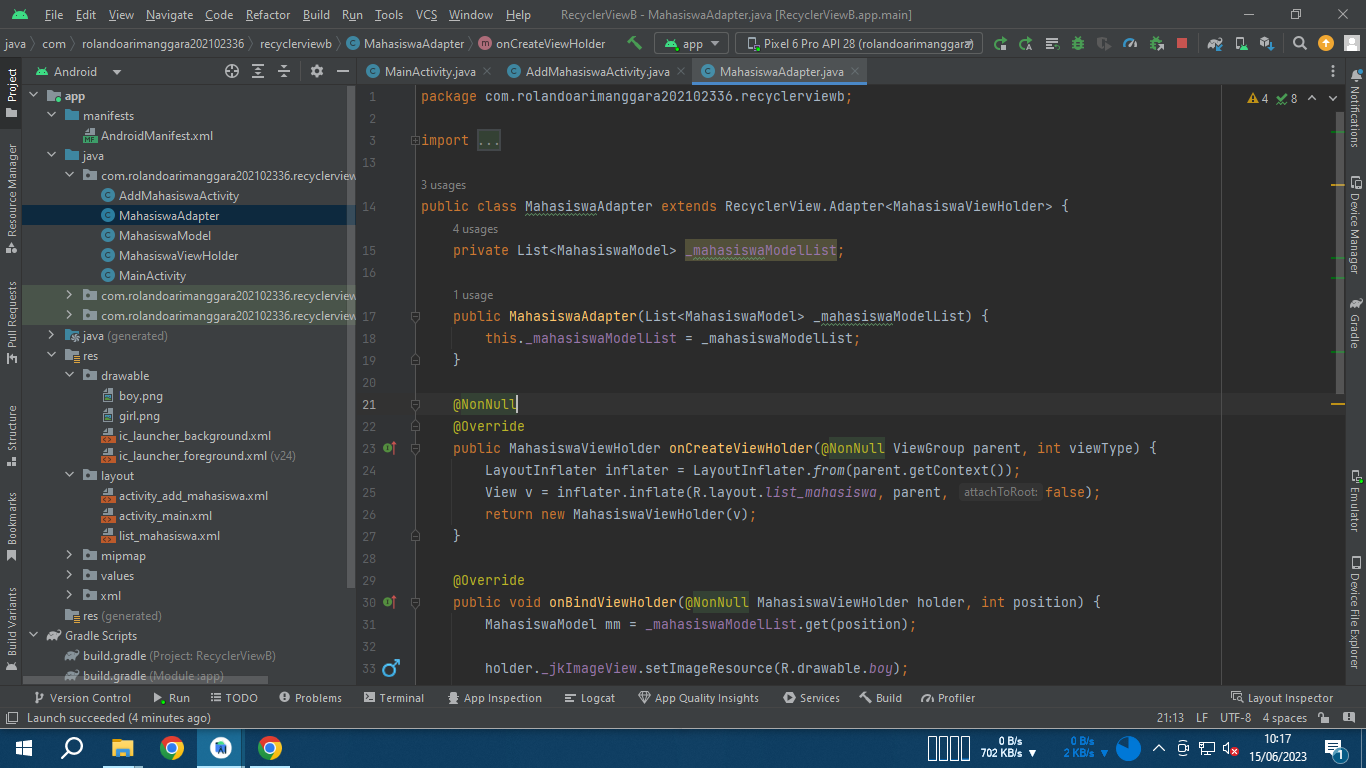 File Edit View Navigate Code Refactor Build Run Tools VCS Window Help RecyclerViewB - MahasiswaAdapter.java [RecyclerViewB.app.main]
java com rolandoarimanggara202102336 recyclerviewb MahasiswaAdapter onCreateViewHolder app Pixel 6 Pro API 28 (rolandoarimanggara)
Project
Resource Manager
Pull Requests
Structure
Bookmarks
Build Variants
Android
app
manifests
AndroidManifest.xml
java
com.rolandoarimanggara202102336.recyclerview
AddMahasiswaActivity
MahasiswaAdapter
MahasiswaModel
MahasiswaViewHolder
MainActivity
com.rolandoarimanggara202102336.recyclerview
com.rolandoarimanggara202102336.recyclerview
java (generated)
res
drawable
boy.png
girl.png
ic_launcher_background.xml
ic_launcher_foreground.xml (v24)
layout
activity_add_mahasiswa.xml
activity_main.xml
list_mahasiswa.xml
mipmap
values
xml
res (generated)
Gradle Scripts
build.gradle (Project: RecyclerViewB)
build.gradle (Module :app)
MainActivity.java AddMahasiswaActivity.java MahasiswaAdapter.java
4 8
1 package com.rolandoarimanggara202102336.recyclerviewb;
2
3 import ...
13
3 usages
14 public class MahasiswaAdapter extends RecyclerView.Adapter<MahasiswaViewHolder> {
4 usages
15 private List<MahasiswaModel> _mahasiswaModelList;
16
1 usage
17 public MahasiswaAdapter(List<MahasiswaModel> _mahasiswaModelList) {
18 this._mahasiswaModelList = _mahasiswaModelList;
19 }
20
21 @NonNull
22 @Override
23 public MahasiswaViewHolder onCreateViewHolder(@NonNull ViewGroup parent, int viewType) {
24 LayoutInflater inflater = LayoutInflater.from(parent.getContext());
25 View v = inflater.inflate(R.layout.list_mahasiswa, parent, attachToRoot: false);
26 return new MahasiswaViewHolder(v);
27 }
28
29 @Override
30 public void onBindViewHolder(@NonNull MahasiswaViewHolder holder, int position) {
31 MahasiswaModel mm = _mahasiswaModelList.get(position);
32
33 holder._jkImageView.setImageResource(R.drawable.boy);
Notifications
Device Manager
Gradle
Emulator
Device File Explorer
Version Control Run TODO Problems Terminal App Inspection Logcat App Quality Insights Services Build Profiler Layout Inspector
Launch succeeded (4 minutes ago) 21:13 LF UTF-8 4 spaces
0 B/s
702 KB/s
0 B/s
2 KB/s
10:17
15/06/2023
1